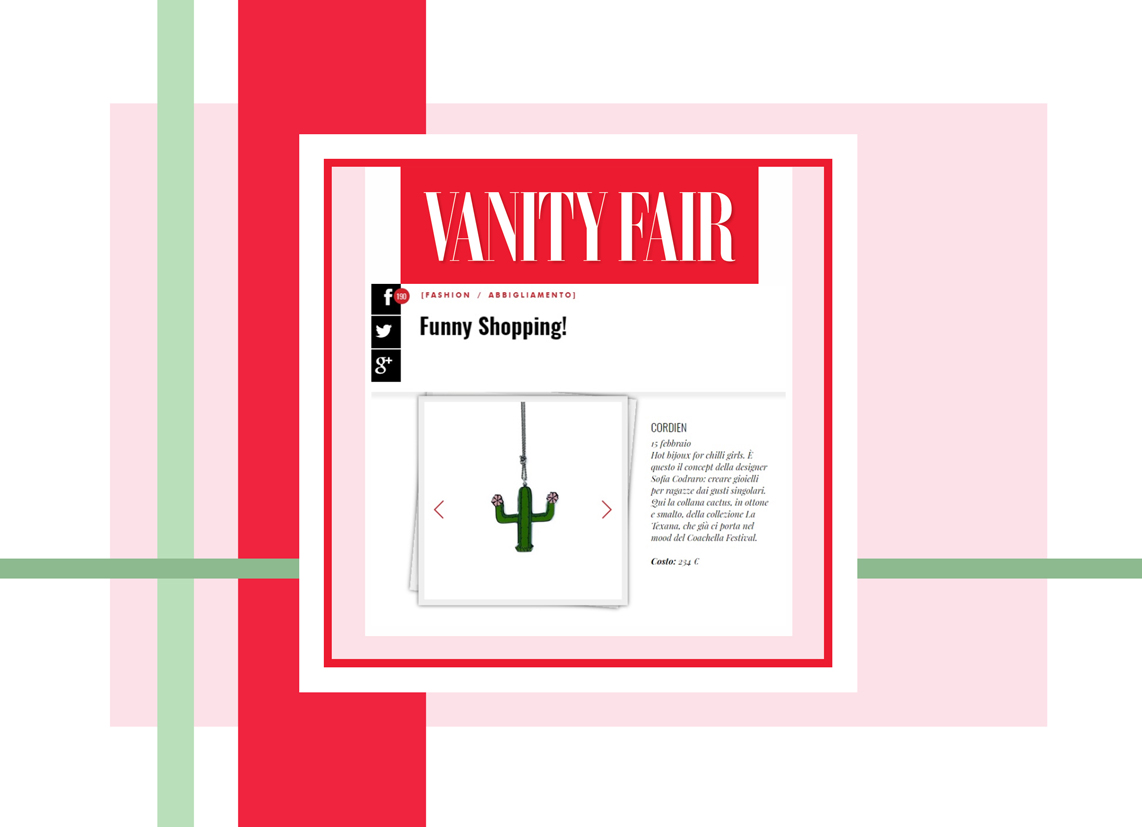 VANITY FAIR
f 190
[FASHION / ABBIGLIAMENTO]
Funny Shopping!
g+
CORDIEN
15 febbraio
Hot bijoux for chilli girls. È
questo il concept della designer
Sofia Codraro: creare gioielli
per ragazze dai gusti singolari.
Qui la collana cactus, in ottone
e smalto, della collezione La
Texana, che già ci porta nel
mood del Coachella Festival.
Costo: 234 €